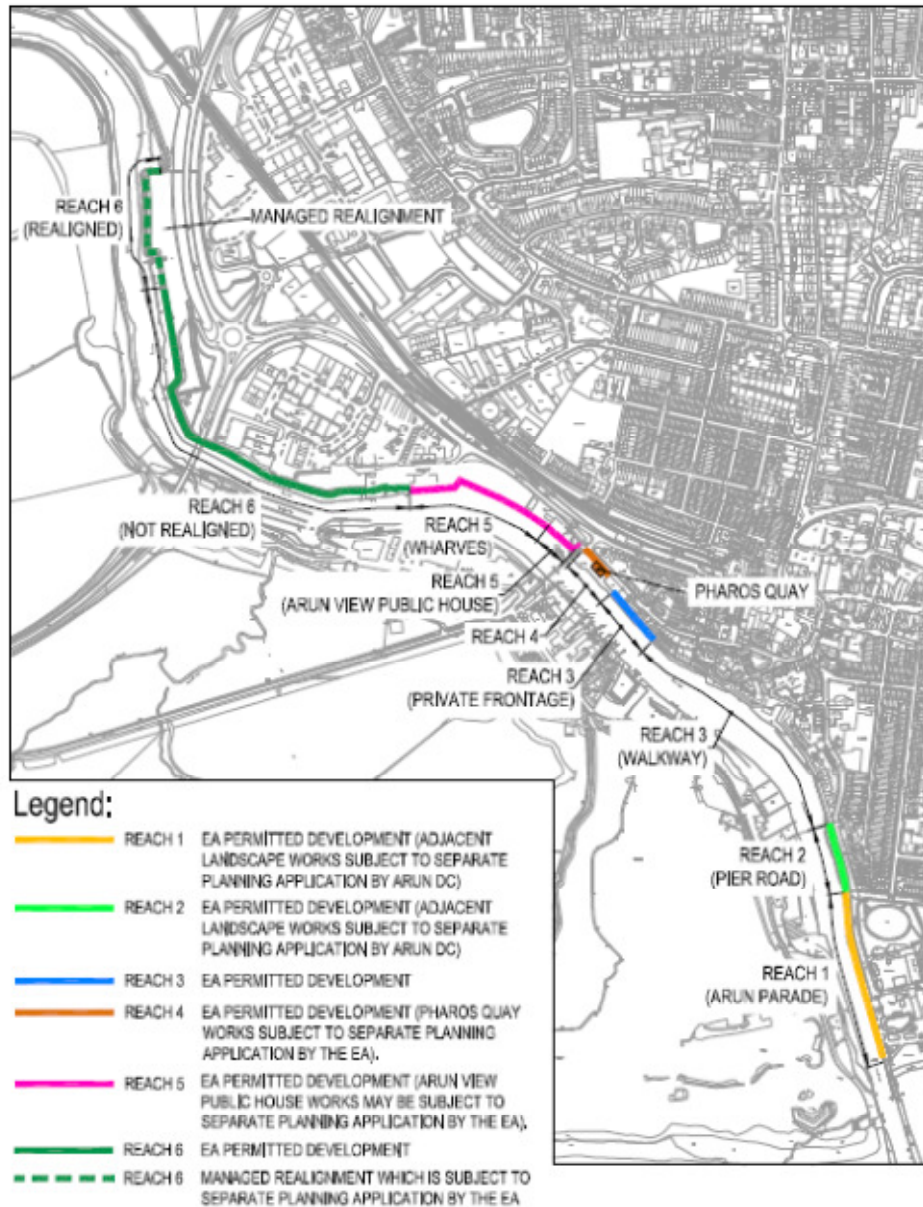 REACH 6
(REALIGNED)
MANAGED REALIGNMENT
REACH 6
(NOT REALIGNED)
REACH 5
(WHARVES)
REACH 5
(ARUN VIEW PUBLIC HOUSE)
PHAROS QUAY
REACH 4
REACH 3
(PRIVATE FRONTAGE)
REACH 3
(WALKWAY)
REACH 2
(PIER ROAD)
REACH 1
(ARUN PARADE)
Legend:
REACH 1 EA PERMITTED DEVELOPMENT (ADJACENT
LANDSCAPE WORKS SUBJECT TO SEPARATE
PLANNING APPLICATION BY ARUN DC)
REACH 2 EA PERMITTED DEVELOPMENT (ADJACENT
LANDSCAPE WORKS SUBJECT TO SEPARATE
PLANNING APPLICATION BY ARUN DC)
REACH 3 EA PERMITTED DEVELOPMENT
REACH 4 EA PERMITTED DEVELOPMENT (PHAROS QUAY
WORKS SUBJECT TO SEPARATE PLANNING
APPLICATION BY THE EA).
REACH 5 EA PERMITTED DEVELOPMENT (ARUN VIEW
PUBLIC HOUSE WORKS MAY BE SUBJECT TO
SEPARATE PLANNING APPLICATION BY THE EA).
REACH 6 EA PERMITTED DEVELOPMENT
REACH 6 MANAGED REALIGNMENT WHICH IS SUBJECT TO
SEPARATE PLANNING APPLICATION BY THE EA